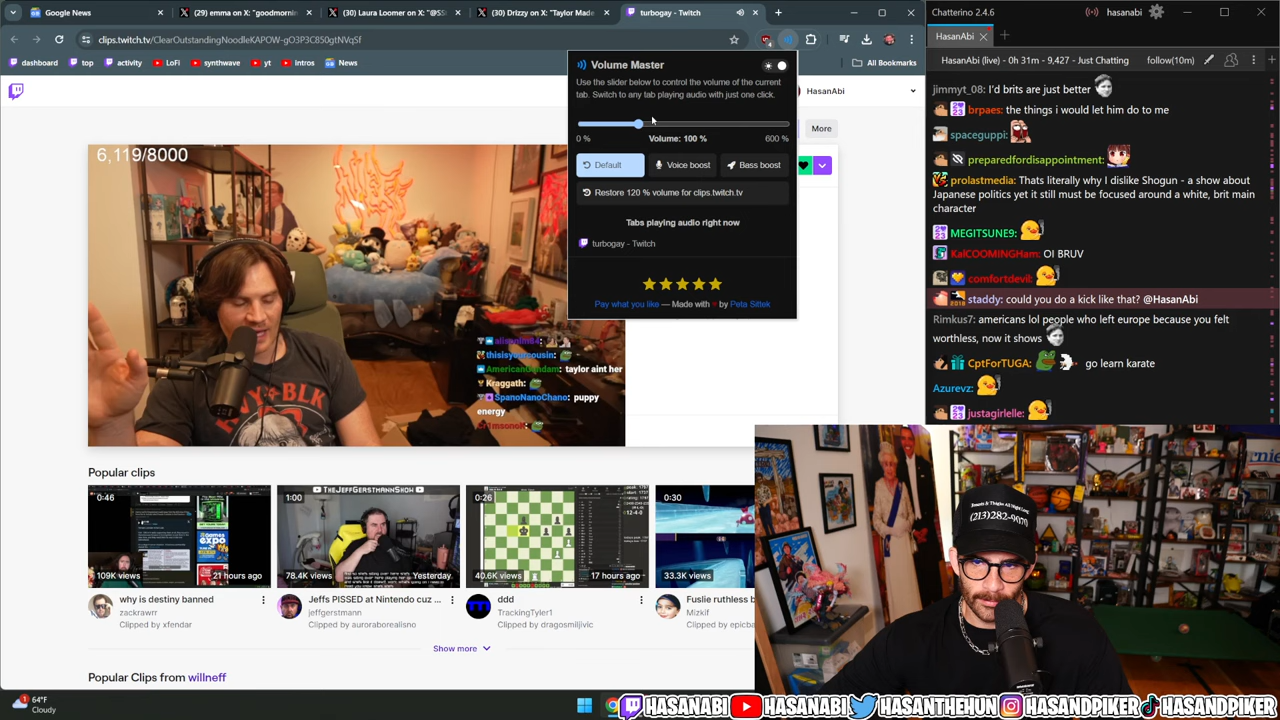 (29) emma on X: "goodmorni
(30) Laura Loomer on X: "@SS
(30) Drizzy on X: "Taylor Made
turbogay - Twitch
Google News
clips.twitch.tv/ClearOutstandingNoodleKAPOW-gO3P3C850gtNVqSf
dashboard
top
activity
LoFi
synthwave
yt
intros
News
All Bookmarks
HasanAbi
More
6,119/8000
Volume Master
Use the slider below to control the volume of the current
tab. Switch to any tab playing audio with just one click.
0 %
Volume: 100 %
600 %
Default
Voice boost
Bass boost
Restore 120 % volume for clips.twitch.tv
Tabs playing audio right now
turbogay - Twitch
Pay what you like — Made with
by Peta Sittek
thisisyourcousin:
taylor aint her
Kraggath:
SpanoNanoChano: puppy
energy
Popular clips
0:46
109K views
21 hours ago
why is destiny banned
zackrawrr
Clipped by xfendar
THEJEFFGERSTMANNSHOW
1:00
78.4K views
Yesterday
Jeffs PISSED at Nintendo cuz ...
jeffgerstmann
Clipped by auroraborealisno
0:26
40.6K views
17 hours ago
ddd
TrackingTyler1
Clipped by dragosmiljivic
0:30
33.3K views
Fuslie ruthless b
Mizkif
Clipped by epicba
Show more
Popular Clips from willneff
64°F
Cloudy
Chatterino 2.4.6
hasanabi
HasanAbi
HasanAbi (live) - 0h 31m - 9,427 - Just Chatting
follow(10m)
jimmyt_08: I'd brits are just better
brpaes: the things i would let him do to me
spaceguppi:
preparedfordisappointment:
prolastmedia: Thats literally why I dislike Shogun - a show about
Japanese politics yet it still must be focused around a white, brit main
character
MEGITSUNE9:
KalCOOMINGHam: OI BRUV
comfortdevil:
staddy: could you do a kick like that? @HasanAbi
Rimkus7: americans lol people who left europe because you felt
worthless, now it shows
CptForTUGA: go learn karate
Azurevz:
justagirlelle:
(213)282-0070
HASANABI
HASANABI
HASANTHEHUN
HASANDPIKER
HASANDPIKER